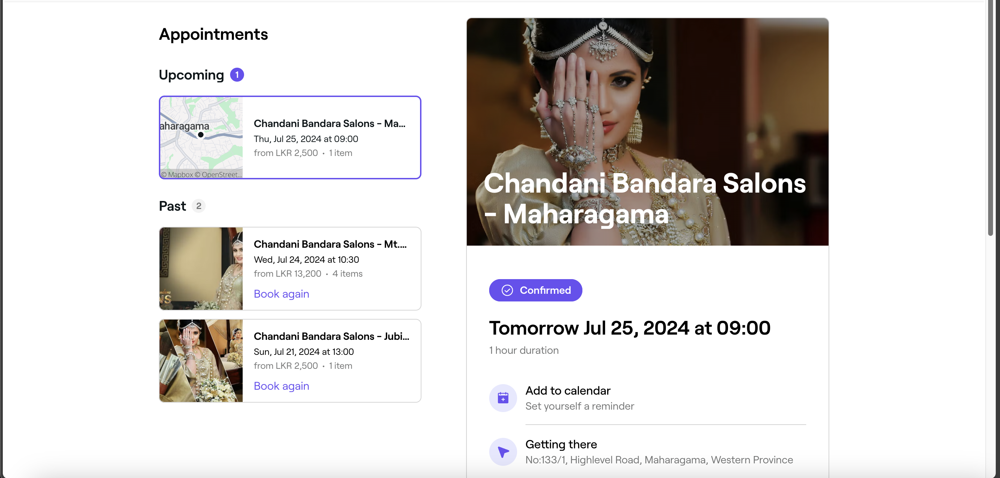 Appointments
Upcoming 1
aharagama
© Mapbox © OpenStreet...
Chandani Bandara Salons - Ma...
Thu, Jul 25, 2024 at 09:00
from LKR 2,500 • 1 item
Past 2
ndara
NS
Chandani Bandara Salons - Mt....
Wed, Jul 24, 2024 at 10:30
from LKR 13,200 • 4 items
Book again
Chandani Bandara Salons - Jubi...
Sun, Jul 21, 2024 at 13:00
from LKR 2,500 • 1 item
Book again
Chandani Bandara Salons
- Maharagama
Confirmed
Tomorrow Jul 25, 2024 at 09:00
1 hour duration
Add to calendar
Set yourself a reminder
Getting there
No:133/1, Highlevel Road, Maharagama, Western Province